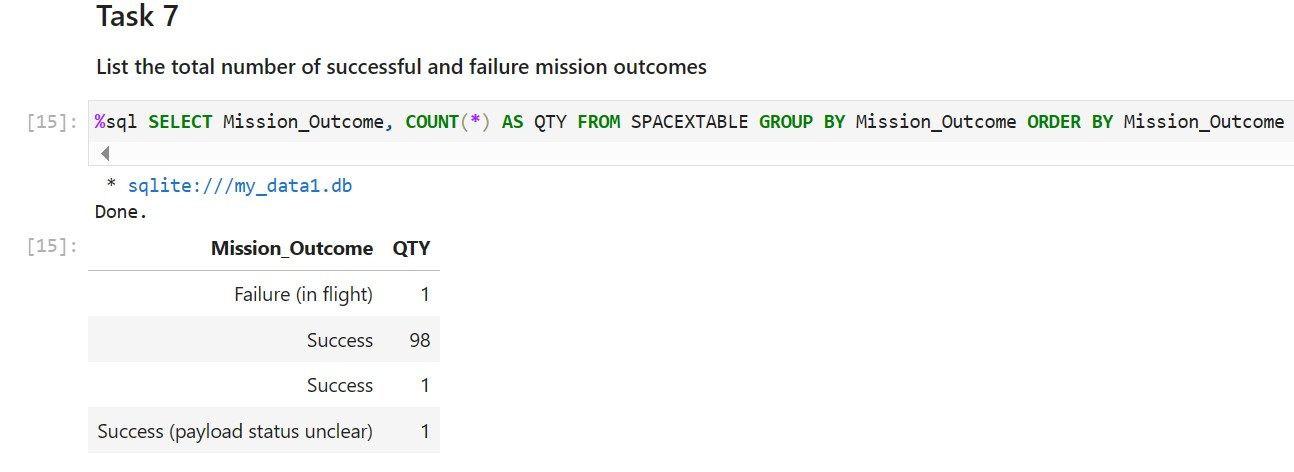 Task 7
List the total number of successful and failure mission outcomes
[15]: %sql SELECT Mission_Outcome, COUNT(*) AS QTY FROM SPACEXTABLE GROUP BY Mission_Outcome ORDER BY Mission_Outcome
* sqlite:///my_data1.db
Done.
[15]: Mission_Outcome QTY
Failure (in flight) 1
Success 98
Success 1
Success (payload status unclear) 1